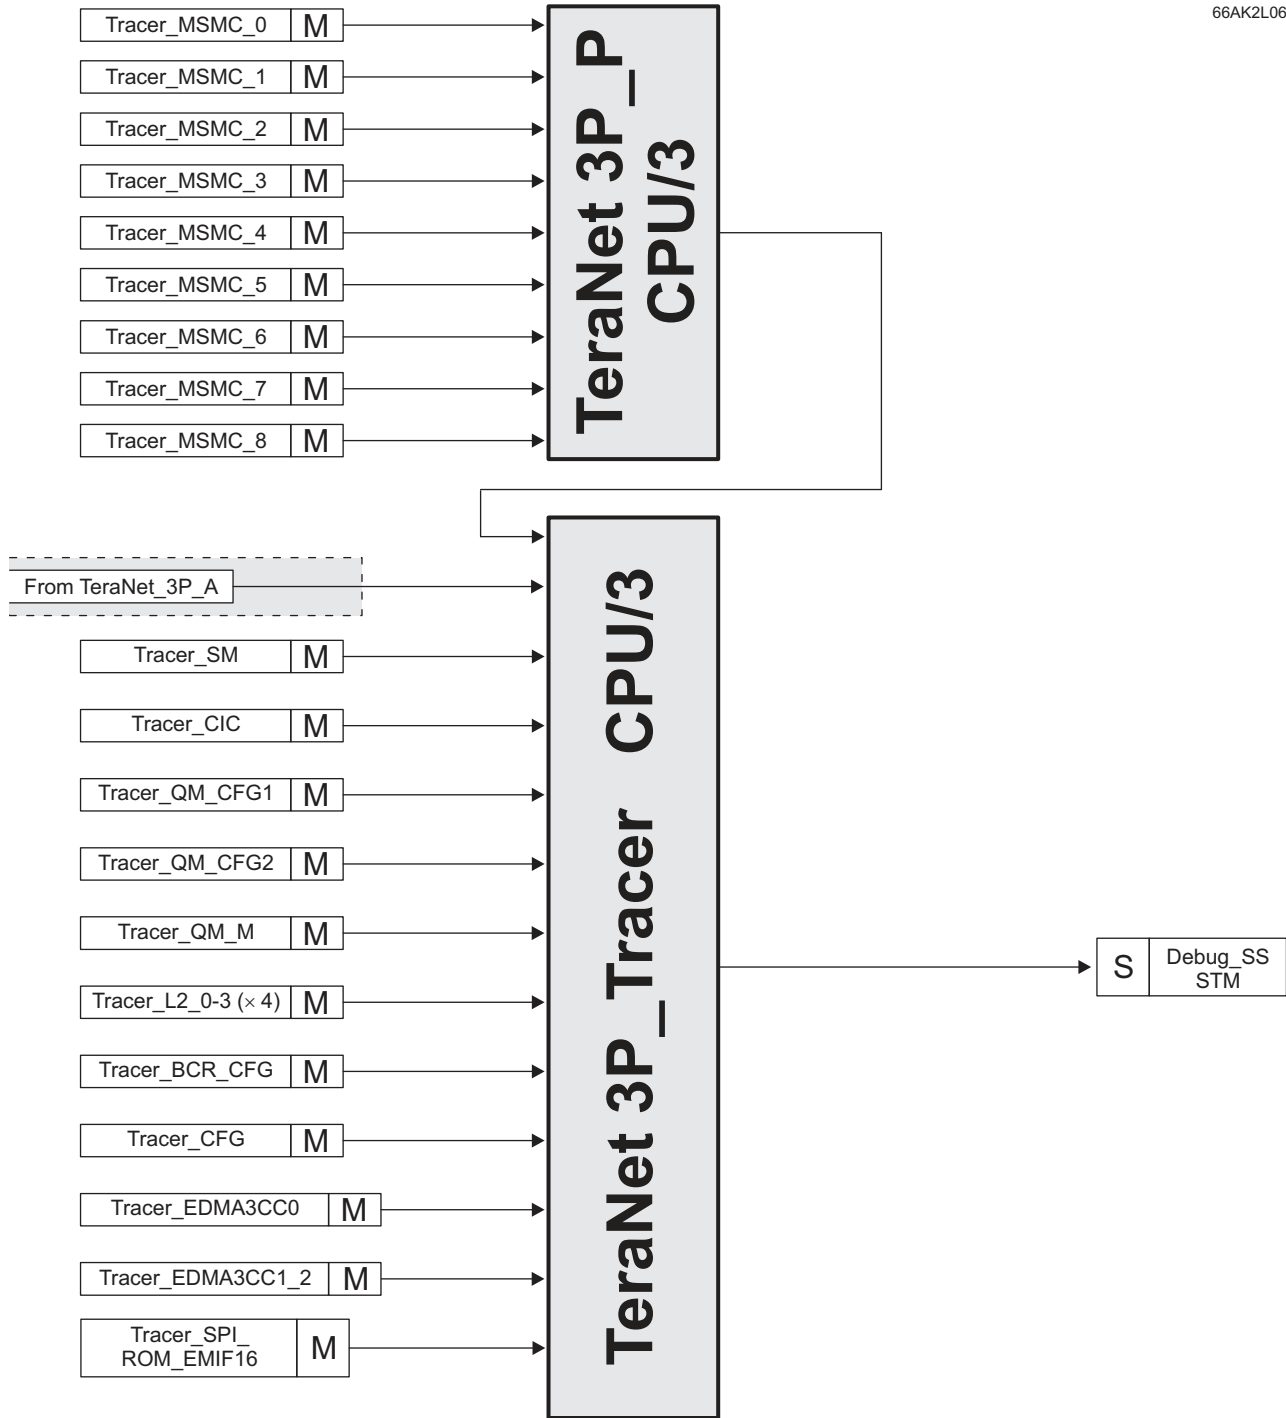 66AK2L06
Tracer_MSMC_0 M
Tracer_MSMC_1 M
Tracer_MSMC_2 M
Tracer_MSMC_3 M
Tracer_MSMC_4 M
Tracer_MSMC_5 M
Tracer_MSMC_6 M
Tracer_MSMC_7 M
Tracer_MSMC_8 M
TeraNet 3P_P
CPU/3
From TeraNet_3P_A
Tracer_SM M
Tracer_CIC M
Tracer_QM_CFG1 M
Tracer_QM_CFG2 M
Tracer_QM_M M
Tracer_L2_0-3 (× 4) M
Tracer_BCR_CFG M
Tracer_CFG M
Tracer_EDMA3CC0 M
Tracer_EDMA3CC1_2 M
Tracer_SPI_
ROM_EMIF16 M
TeraNet 3P_Tracer CPU/3
S Debug_SS
STM